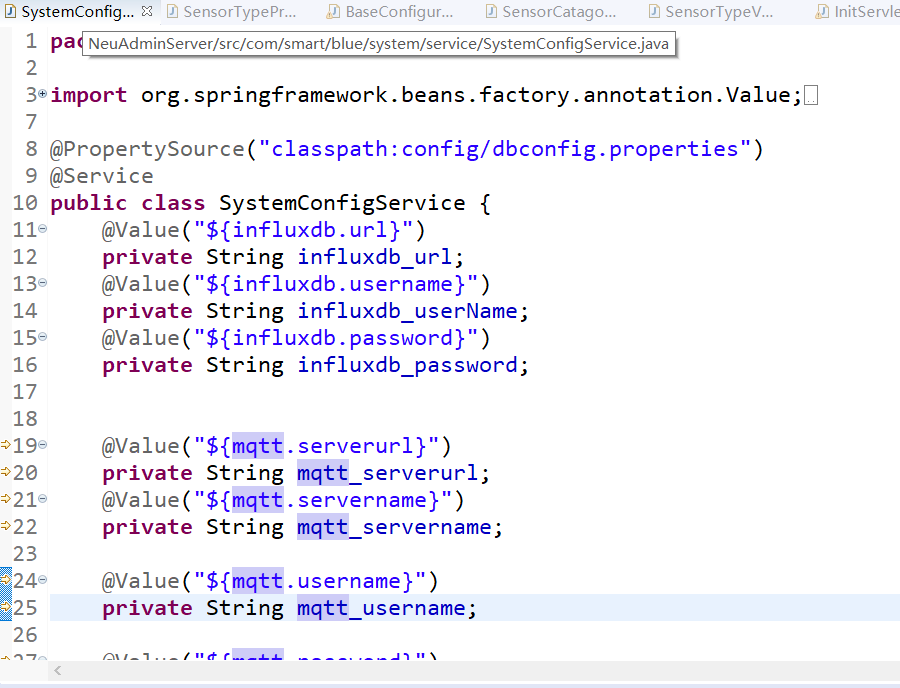 SystemConfig... SensorTypePr... BaseConfigur... SensorCatago... SensorTypeV... InitServle
1 pac
NeuAdminServer/src/com/smart/blue/system/service/SystemConfigService.java
2
3 import org.springframework.beans.factory.annotation.Value;
7
8 @PropertySource("classpath:config/dbconfig.properties")
9 @Service
10 public class SystemConfigService {
11 @Value("${influxdb.url}")
12 private String influxdb_url;
13 @Value("${influxdb.username}")
14 private String influxdb_userName;
15 @Value("${influxdb.password}")
16 private String influxdb_password;
17
18
19 @Value("${mqtt.serverurl}")
20 private String mqtt_serverurl;
21 @Value("${mqtt.servername}")
22 private String mqtt_servername;
23
24 @Value("${mqtt.username}")
25 private String mqtt_username;
26
27 @Value("${mqtt.password}")